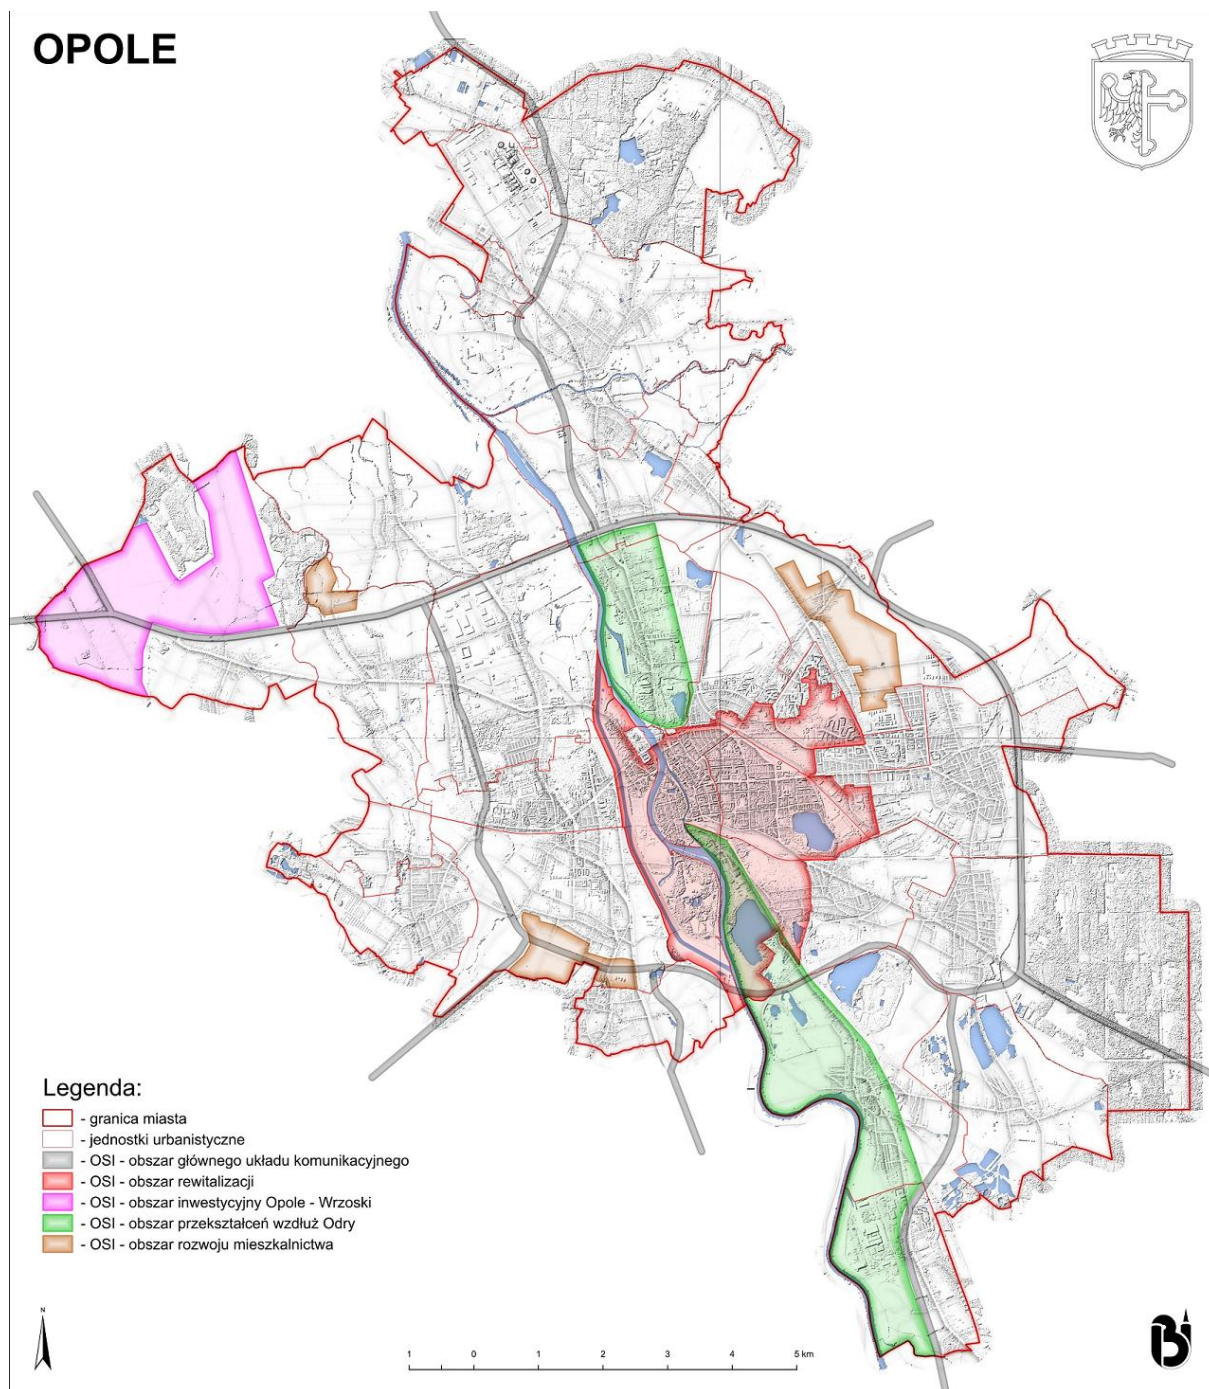 OPOLE
Legenda:
- granica miasta
- jednostki urbanistyczne
- OSI - obszar głównego układu komunikacyjnego
- OSI - obszar rewitalizacji
- OSI - obszar inwestycyjny Opole - Wrzoski
- OSI - obszar przekształceń wzdłuż Odry
- OSI - obszar rozwoju mieszkalnictwa
N
1 0 1 2 3 4 5 km